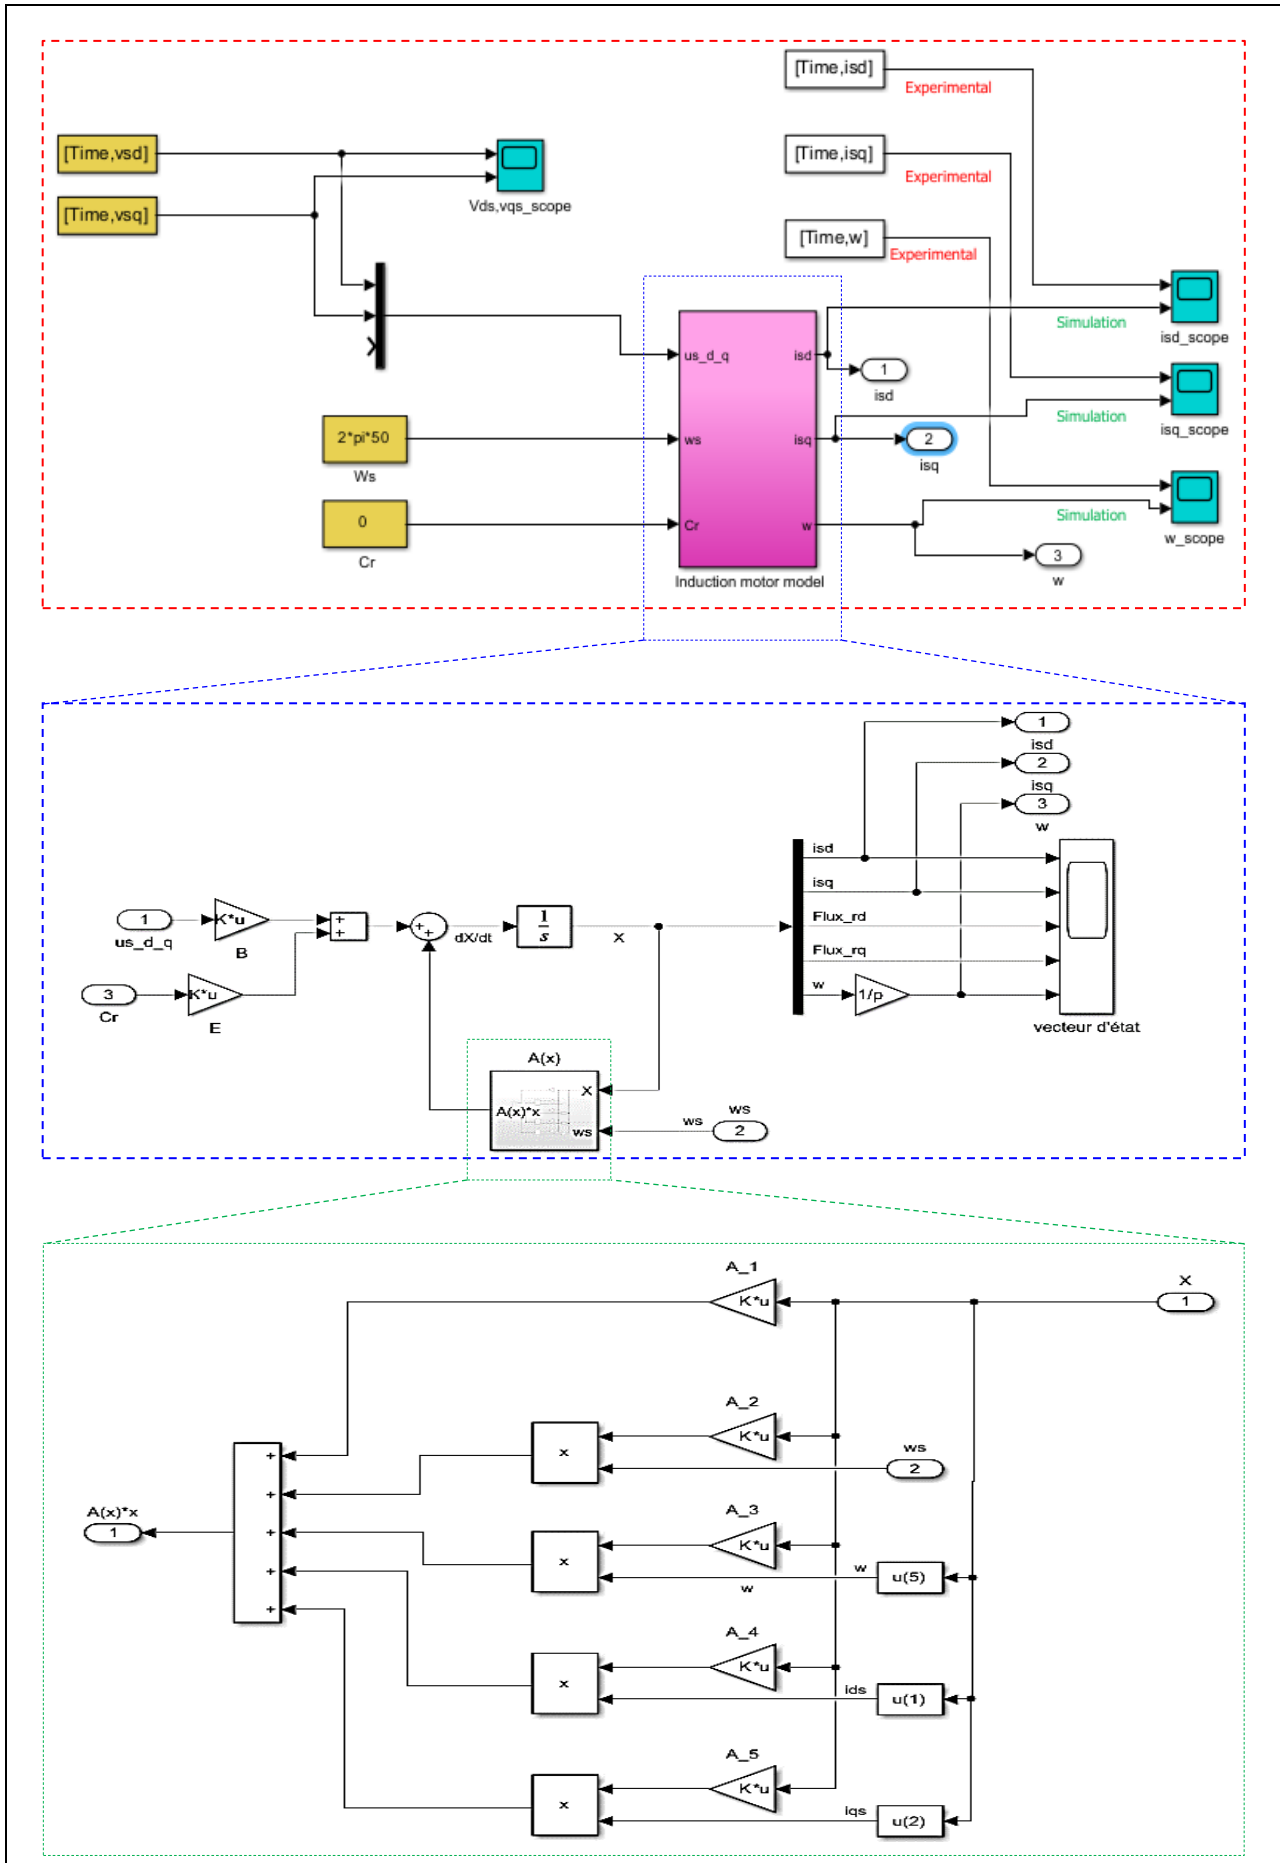 [Time,isd]
Experimental
[Time,vsd]
[Time,isq]
Experimental
Vds,vqs_scope
[Time,vsq]
[Time,w]
Experimental
us_d_q
isd
Simulation
isd_scope
1
isd
2*pi*50
Ws
ws
isq
Simulation
isq_scope
2
isq
0
Cr
Cr
w
Simulation
w_scope
3
w
Induction motor model
1
isd
2
isq
3
w
isd
isq
Flux_rd
Flux_rq
w
1/p
vecteur d'état
1
us_d_q
K*u
B
+
+
+
+
dX/dt
1
s
X
3
Cr
K*u
E
A(x)
X
A(x)*x
ws
ws
ws
2
A_1
K*u
X
1
A_2
K*u
x
ws
2
+
+
+
+
+
A(x)*x
1
A_3
K*u
x
w
w
u(5)
A_4
K*u
x
ids
u(1)
A_5
K*u
x
iqs
u(2)